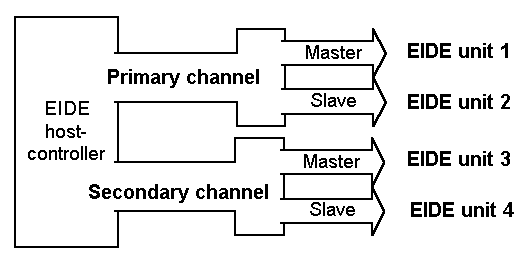 EIDE
host-
controller
Primary channel
Master
EIDE unit 1
Slave
EIDE unit 2
Secondary channel
Master
EIDE unit 3
Slave
EIDE unit 4